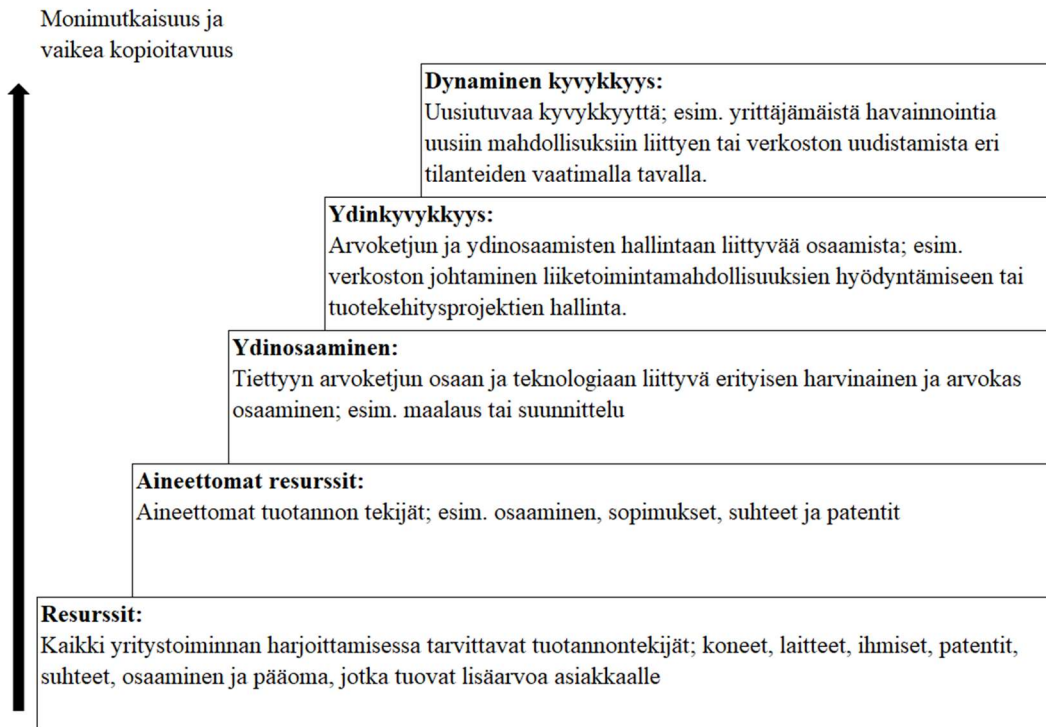 Monimutkaisuus ja
vaikea kopioitavuus
Dynaminen kyvykkyys:
Uusiutuvaa kyvykkyyttä; esim. yrittäjämäistä havainnointia
uusiin mahdollisuksiin liittyen tai verkoston uudistamista eri
tilanteiden vaatimalla tavalla.
Ydinkyvykkyys:
Arvoketjun ja ydinosaamisten hallintaan liittyvää osaamista; esim.
verkoston johtaminen liiketoimintamahdollisuuksien hyödyntämiseen tai
tuotekehitysprojektien hallinta.
Ydinosaaminen:
Tiettyyn arvoketjun osaan ja teknologiaan liittyvä erityisen harvinainen ja arvokas
osaaminen; esim. maalaus tai suunnittelu
Aineettomat resurssit:
Aineettomat tuotannon tekijät; esim. osaaminen, sopimukset, suhteet ja patentit
Resurssit:
Kaikki yritystoiminnan harjoittamisessa tarvittavat tuotannontekijät; koneet, laitteet, ihmiset, patentit,
suhteet, osaaminen ja pääoma, jotka tuovat lisäarvoa asiakkaalle